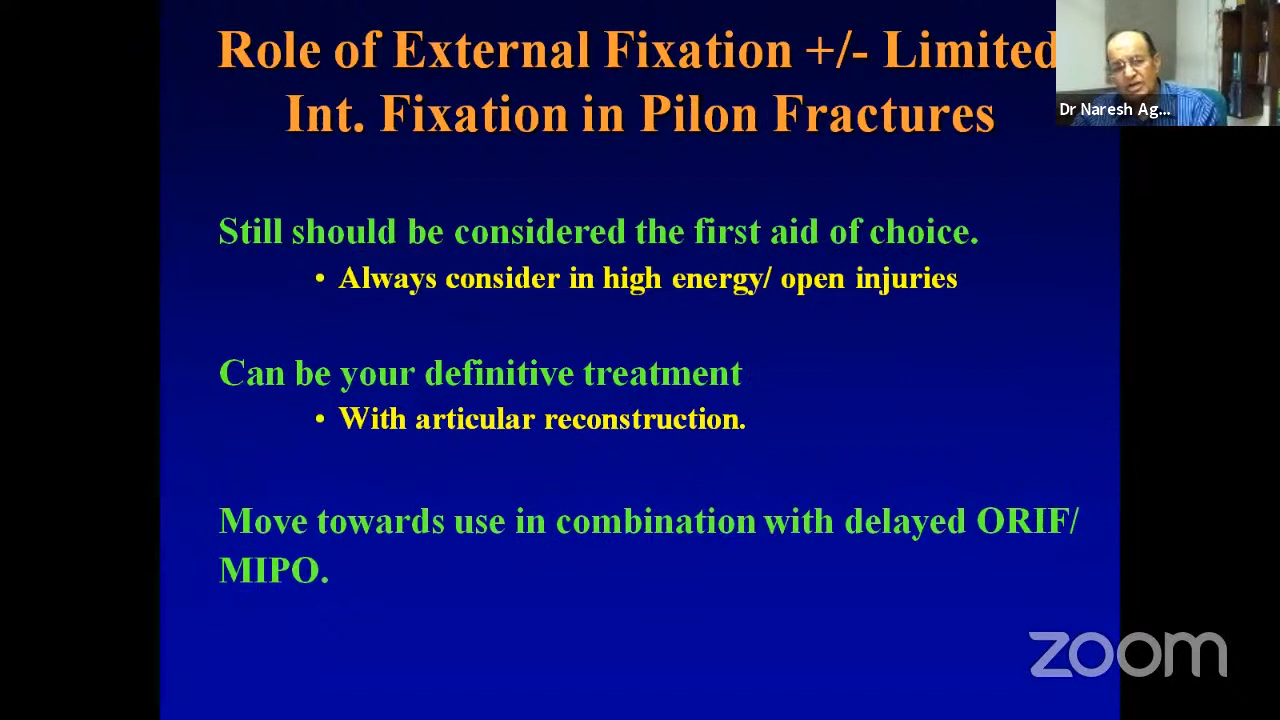 Role of External Fixation +/- Limited
Int. Fixation in Pilon Fractures
Dr Naresh Ag...
Still should be considered the first aid of choice.
• Always consider in high energy/ open injuries
Can be your definitive treatment
• With articular reconstruction.
Move towards use in combination with delayed ORIF/
MIPO.
zoom